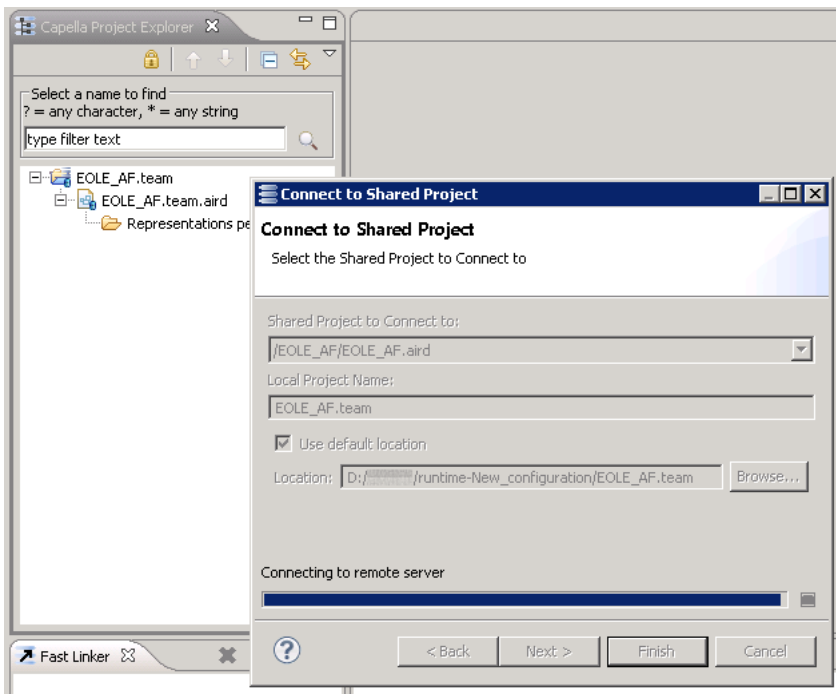 Capella Project Explorer
Select a name to find
? = any character, * = any string
type filter text
EOLE_AF.team
EOLE_AF.team.aird
Representations pe
Connect to Shared Project
Connect to Shared Project
Select the Shared Project to Connect to
Shared Project to Connect to:
/EOLE_AF/EOLE_AF.aird
Local Project Name:
EOLE_AF.team
Use default location
Location: D:/ /runtime-New_configuration/EOLE_AF.team Browse...
Connecting to remote server
? < Back Next > Finish Cancel
Fast Linker